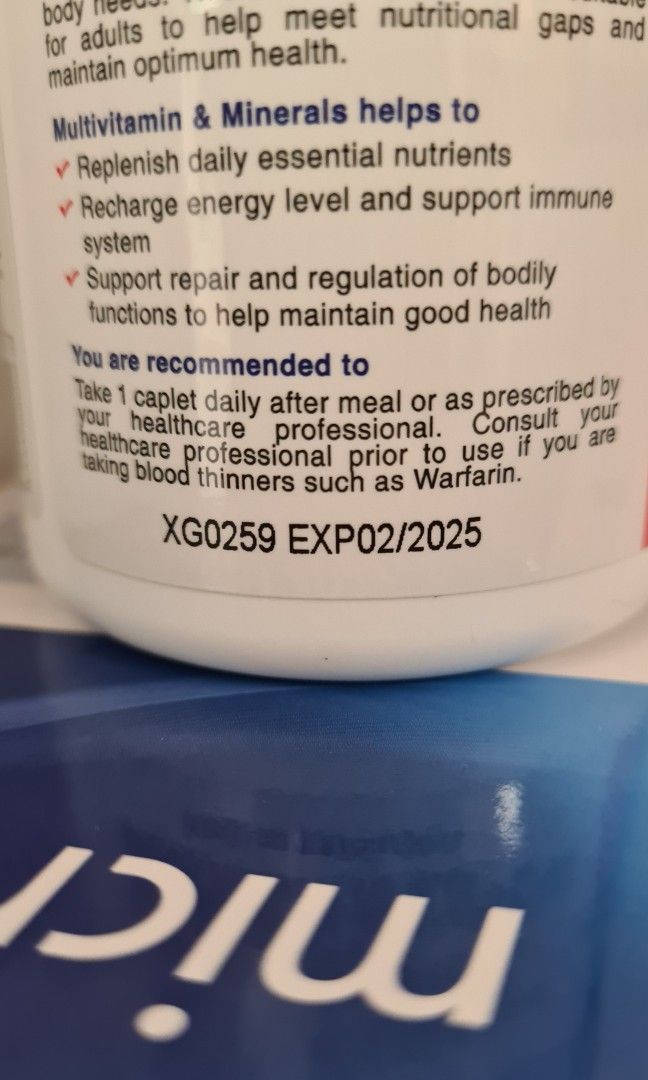 body needs.
for adults to help meet nutritional gaps and
maintain optimum health.
Multivitamin & Minerals helps to
Replenish daily essential nutrients
Recharge energy level and support immune
system
Support repair and regulation of bodily
functions to help maintain good health
You are recommended to
Take 1 caplet daily after meal or as prescribed by
your healthcare professional. Consult your
healthcare professional prior to use if you are
taking blood thinners such as Warfarin.
XG0259 EXP02/2025
mic